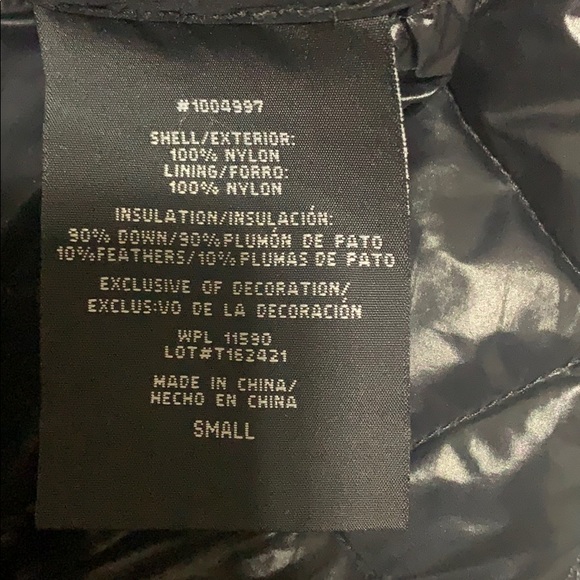 #1004997
SHELL/EXTERIOR:
100% NYLON
LINING/FORRO:
100% NYLON
INSULATION/INSULACIÓN:
90% DOWN/90%PLUMÓN DE PATO
10%FEATHERS/10%PLUMAS DE PATO
EXCLUSIVE OF DECORATION/
EXCLUSIVO DE LA DECORACIÓN
WPL 11590
LOT#T162421
MADE IN CHINA/
HECHO EN CHINA
SMALL